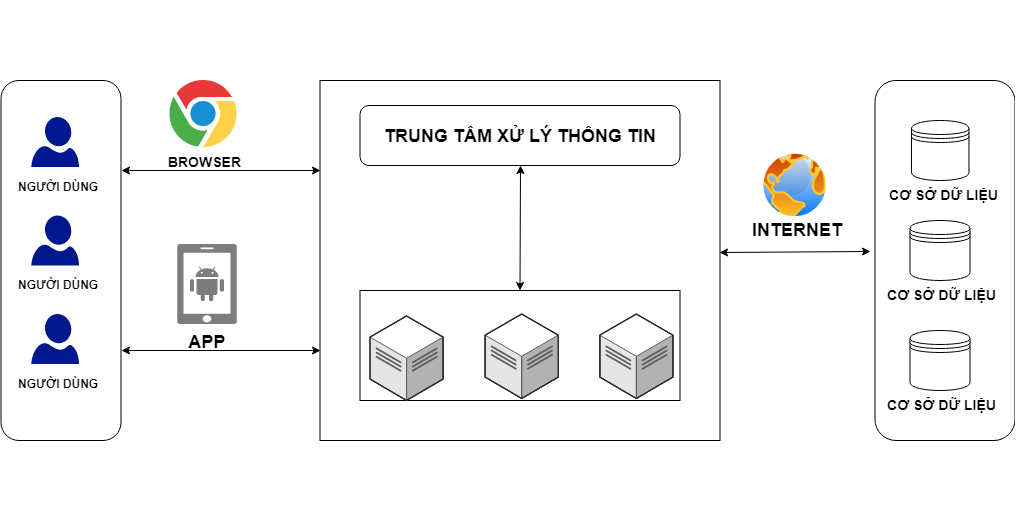 NGƯỜI DÙNG
NGƯỜI DÙNG
NGƯỜI DÙNG
BROWSER
APP
TRUNG TÂM XỬ LÝ THÔNG TIN
INTERNET
CƠ SỞ DỮ LIỆU
CƠ SỞ DỮ LIỆU
CƠ SỞ DỮ LIỆU